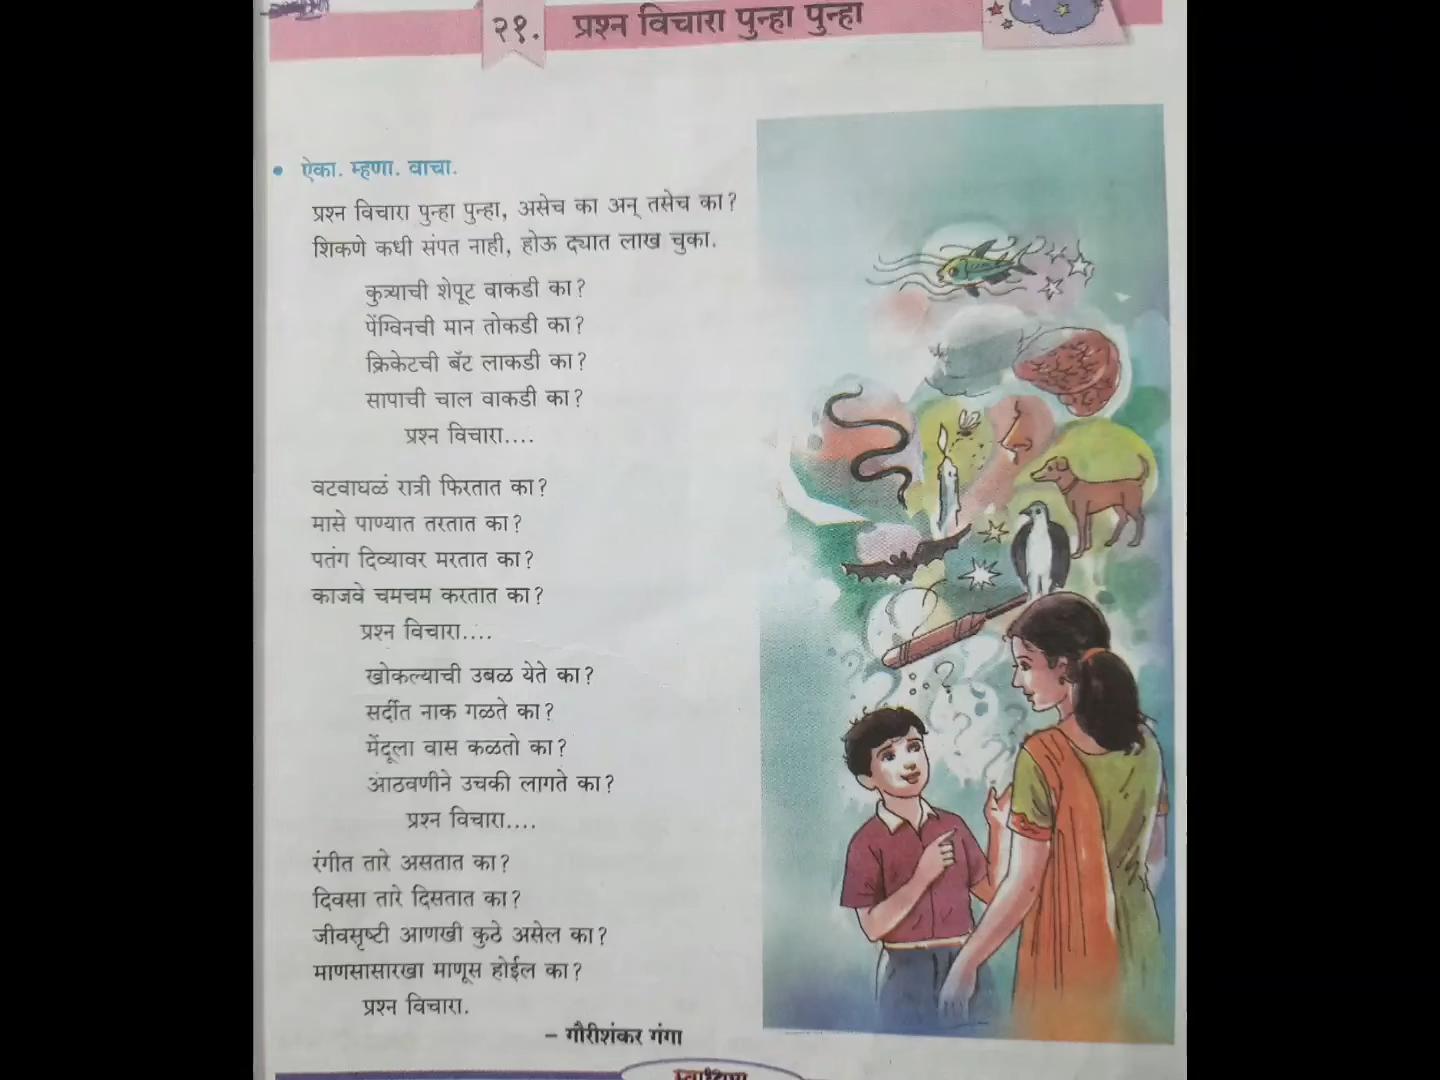 २१. प्रश्न विचारा पुन्हा पुन्हा
• ऐका. म्हणा. वाचा.
प्रश्न विचारा पुन्हा पुन्हा, असेच का अन् तसेच का?
शिकणे कधी संपत नाही, होऊ द्यात लाख चुका.
कुत्र्याची शेपूट वाकडी का?
पेंग्विनची मान तोकडी का?
क्रिकेटची बॅट लाकडी का?
सापाची चाल वाकडी का?
प्रश्न विचारा....
वटवाघळं रात्री फिरतात का?
मासे पाण्यात तरतात का?
पतंग दिव्यावर मरतात का?
काजवे चमचम करतात का?
प्रश्न विचारा....
खोकल्याची उबळ येते का?
सर्दीत नाक गळते का?
मेंदूला वास कळतो का?
आठवणीने उचकी लागते का?
प्रश्न विचारा....
रंगीत तारे असतात का?
दिवसा तारे दिसतात का?
जीवसृष्टी आणखी कुठे असेल का?
माणसासारखा माणूस होईल का?
प्रश्न विचारा.
– गौरीशंकर गंगा